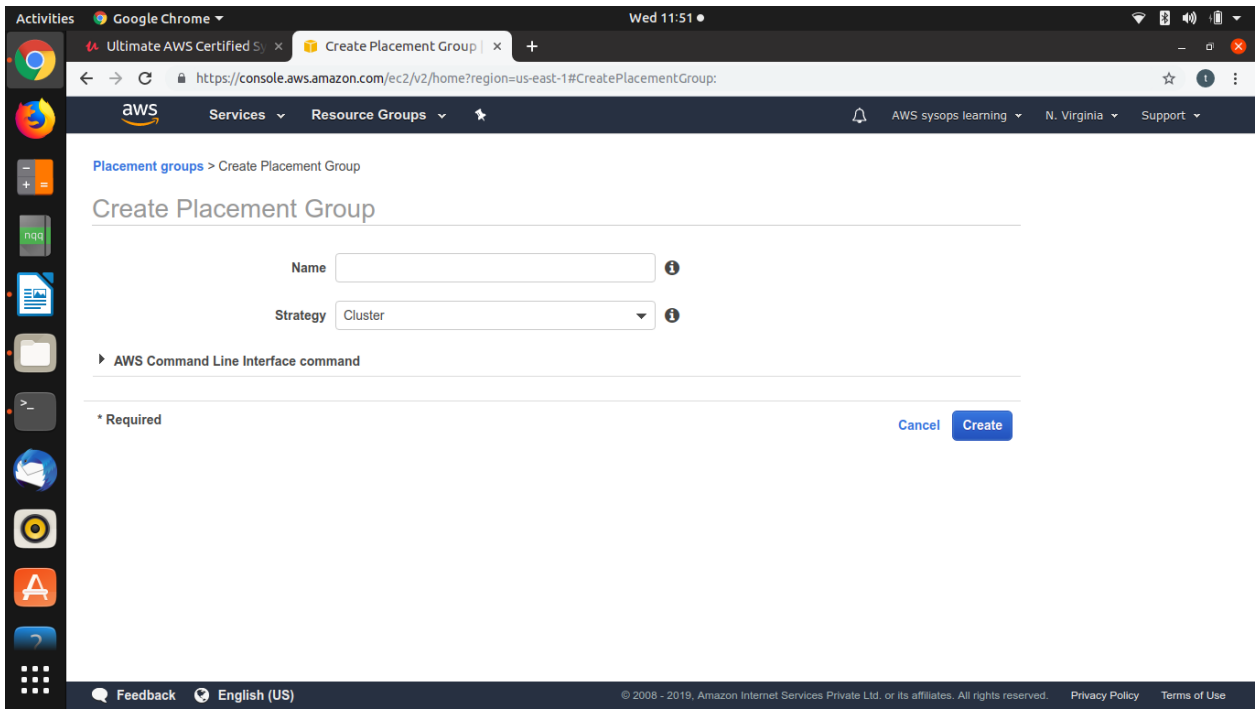 Activities Google Chrome Wed 11:51
Ultimate AWS Certified Sy Create Placement Group |
https://console.aws.amazon.com/ec2/v2/home?region=us-east-1#CreatePlacementGroup: t
aws Services Resource Groups AWS sysops learning N. Virginia Support
Placement groups > Create Placement Group
Create Placement Group
nqq
Name
Strategy Cluster
AWS Command Line Interface command
>_
* Required Cancel Create
Feedback English (US) © 2008 - 2019, Amazon Internet Services Private Ltd. or its affiliates. All rights reserved. Privacy Policy Terms of Use